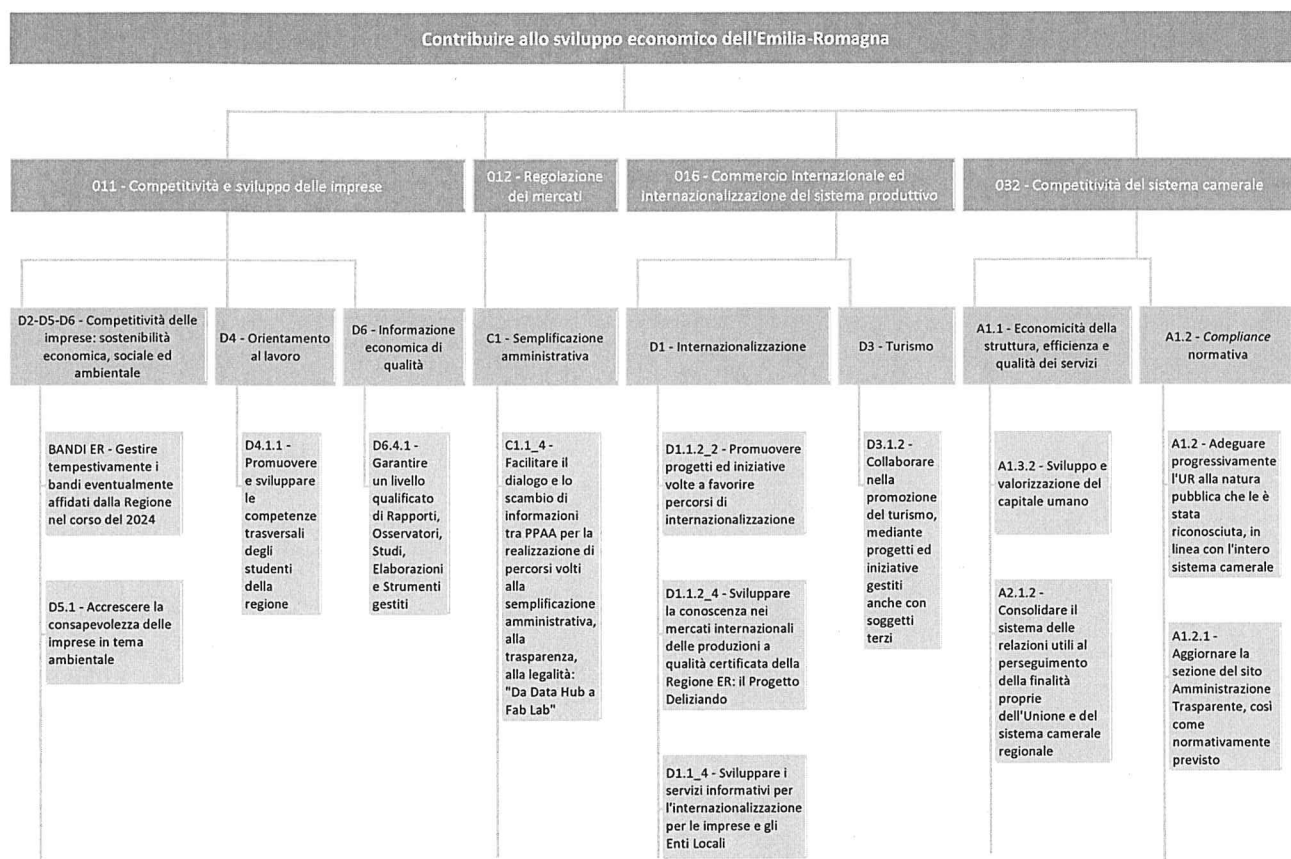 Contribuire allo sviluppo economico dell'Emilia-Romagna
011 - Competitività e sviluppo delle imprese
012 - Regolazione
dei mercati
016 - Commercio Internazionale ed
internazionalizzazione del sistema produttivo
032 - Competitività del sistema camerale
D2-D5-D6 - Competitività delle
imprese: sostenibilità
economica, sociale ed
ambientale
D4 - Orientamento
al lavoro
D6 - Informazione
economica di
qualità
C1 - Semplificazione
amministrativa
D1 - Internazionalizzazione
D3 - Turismo
A1.1 - Economicità della
struttura, efficienza e
qualità dei servizi
A1.2 - Compliance
normativa
BANDI ER - Gestire
tempestivamente i
bandi eventualmente
affidati dalla Regione
nel corso del 2024
D5.1 - Accrescere la
consapevolezza delle
imprese in tema
ambientale
D4.1.1 -
Promuovere
e sviluppare
le
competenze
trasversali
degli
studenti
della
regione
D6.4.1 -
Garantire
un livello
qualificato
di Rapporti,
Osservatori,
Studi,
Elaborazioni
e Strumenti
gestiti
C1.1_4 -
Facilitare il
dialogo e lo
scambio di
informazioni
tra PPAA per la
realizzazione di
percorsi volti
alla
semplificazione
amministrativa,
alla
trasparenza,
alla legalità:
"Da Data Hub a
Fab Lab"
D1.1.2_2 - Promuovere
progetti ed iniziative
volte a favorire
percorsi di
internazionalizzazione
D1.1.2_4 - Sviluppare
la conoscenza nei
mercati internazionali
delle produzioni a
qualità certificata della
Regione ER: il Progetto
Deliziando
D1.1_4 - Sviluppare i
servizi informativi per
l'internazionalizzazione
per le imprese e gli
Enti Locali
D3.1.2 -
Collaborare
nella
promozione
del turismo,
mediante
progetti ed
iniziative
gestiti
anche con
soggetti
terzi
A1.3.2 - Sviluppo e
valorizzazione del
capitale umano
A2.1.2 -
Consolidare il
sistema delle
relazioni utili al
perseguimento
della finalità
proprie
dell'Unione e del
sistema camerale
regionale
A1.2 - Adeguare
progressivamente
l'UR alla natura
pubblica che le è
stata
riconosciuta, in
linea con l'intero
sistema camerale
A1.2.1 -
Aggiornare la
sezione del sito
Amministrazione
Trasparente, così
come
normativamente
previsto